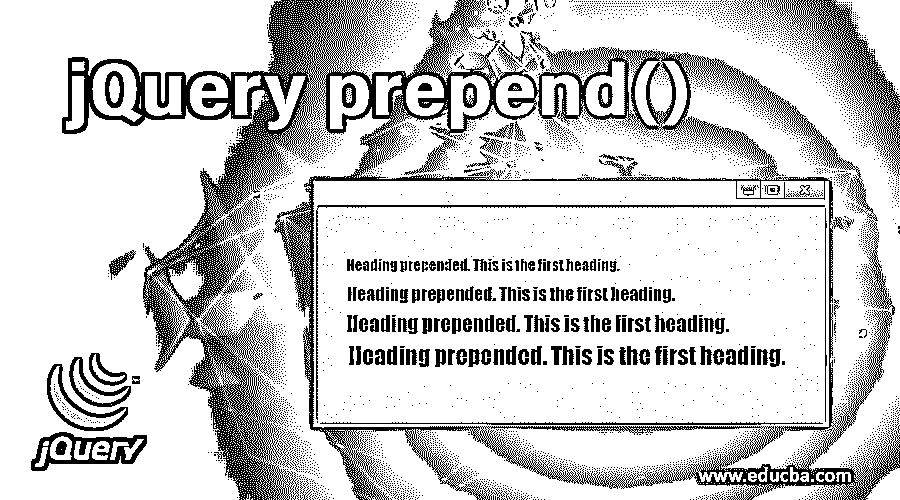 jQuery prepend()
Heading prepended. This is the first heading.
Heading prepended. This is the first heading.
Heading prepended. This is the first heading.
Heading prepended. This is the first heading.
jQuery
www.educba.com